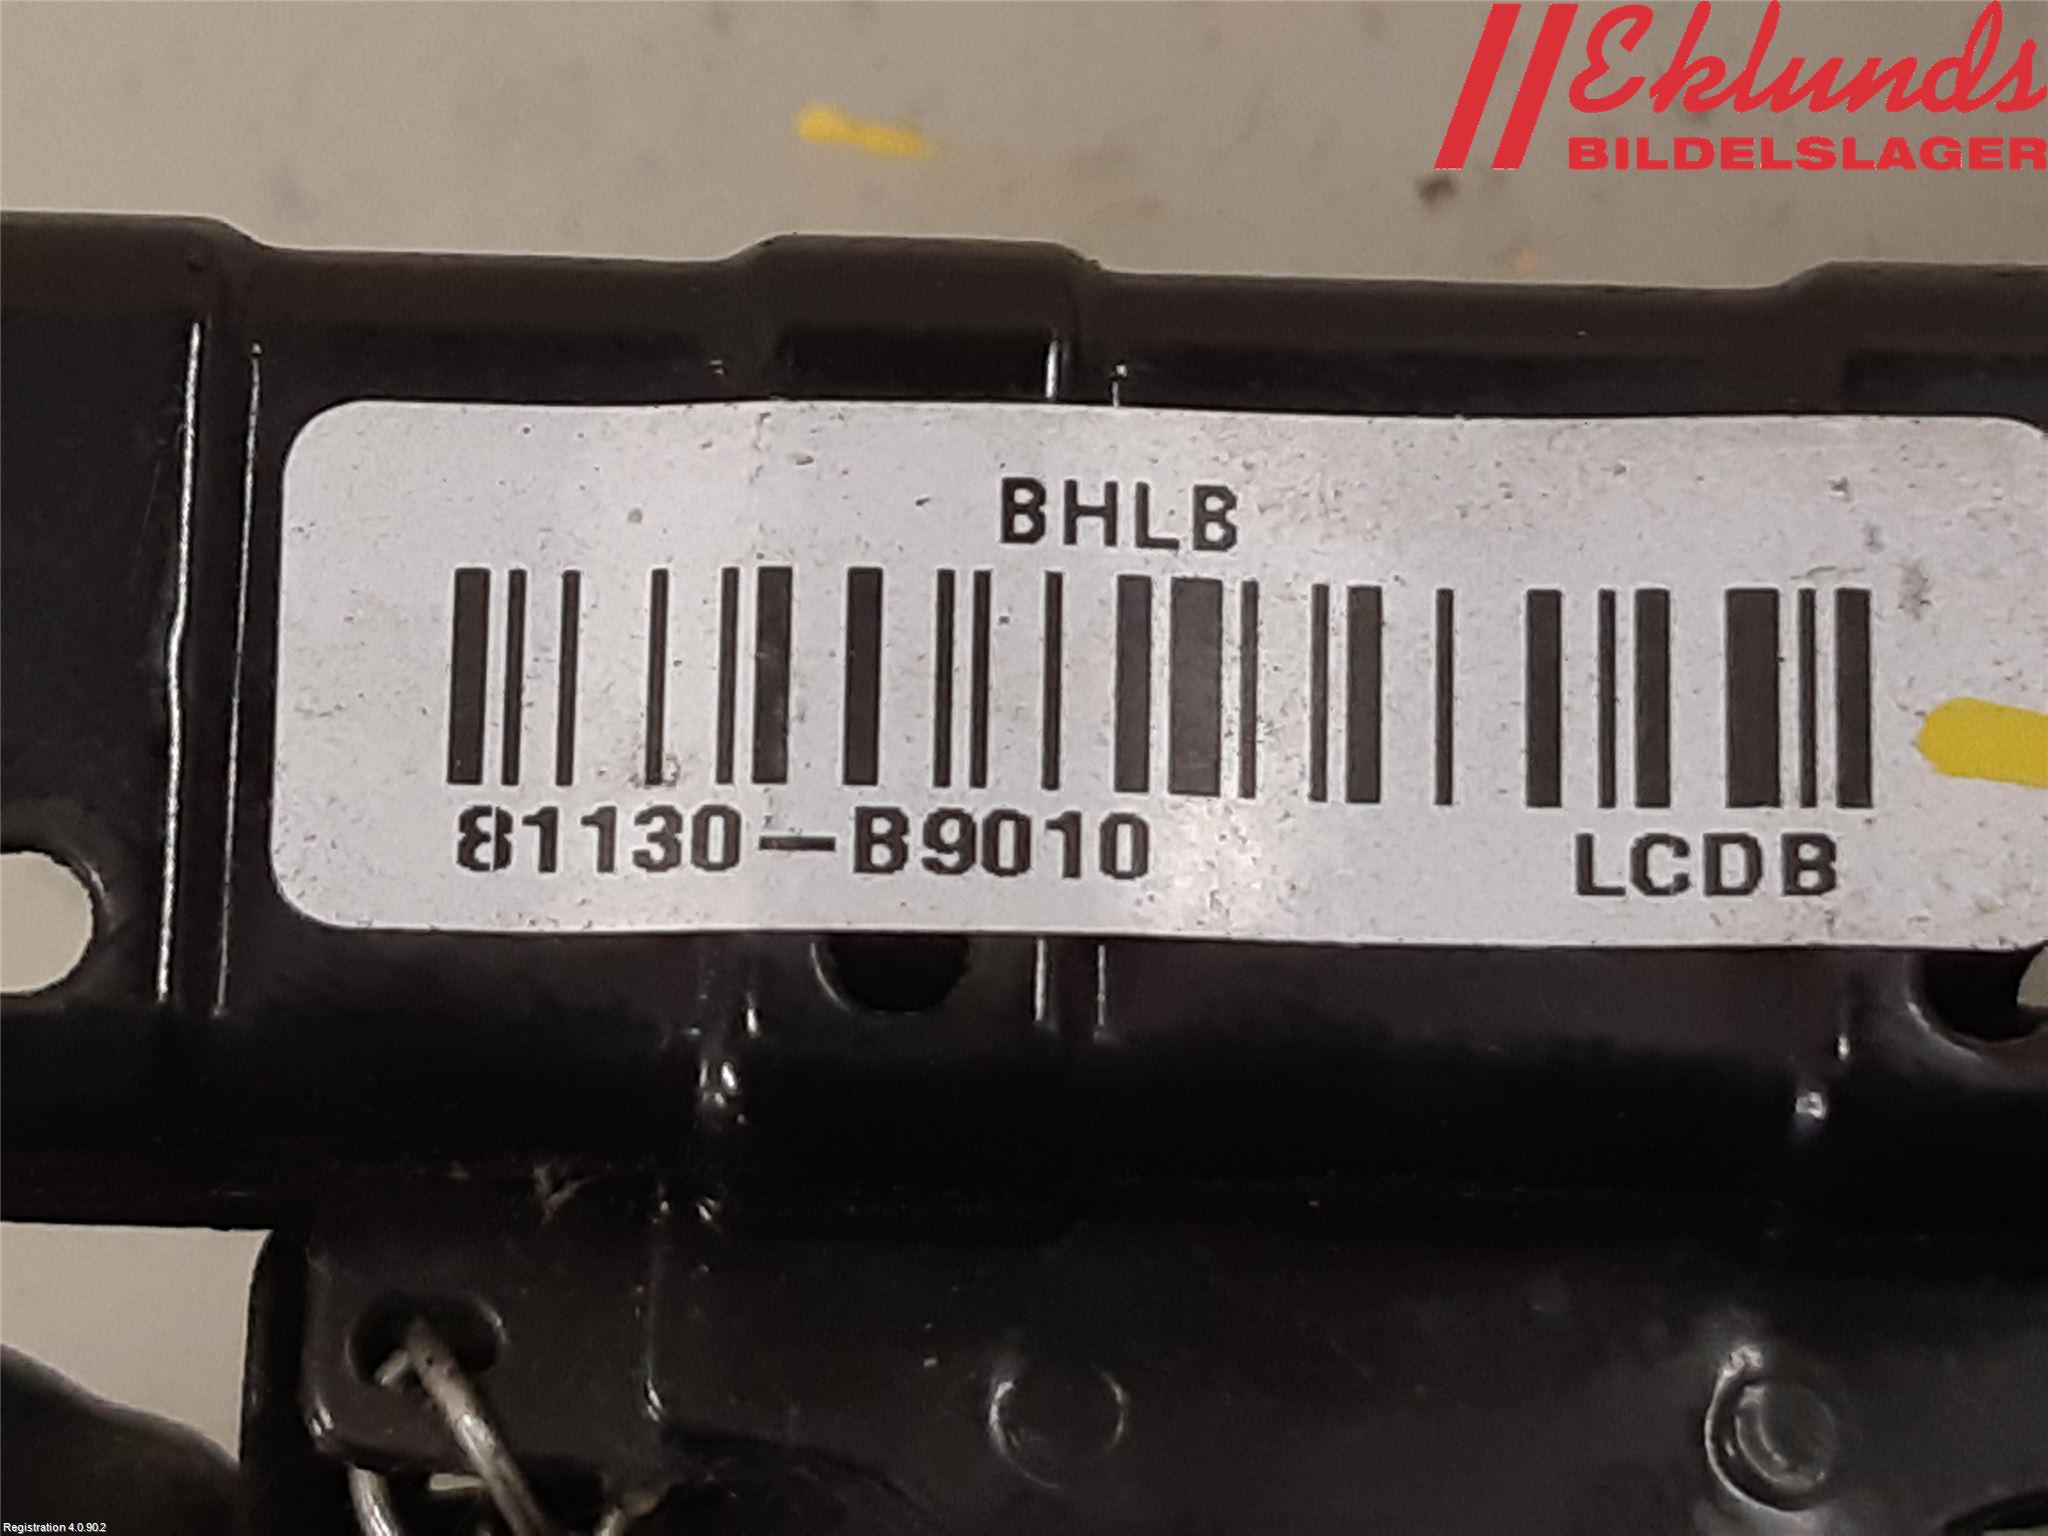 Eklunds
BILDELSLAGER
BHLB
81130-B9010
LCDB
Registration 4.0.90.2